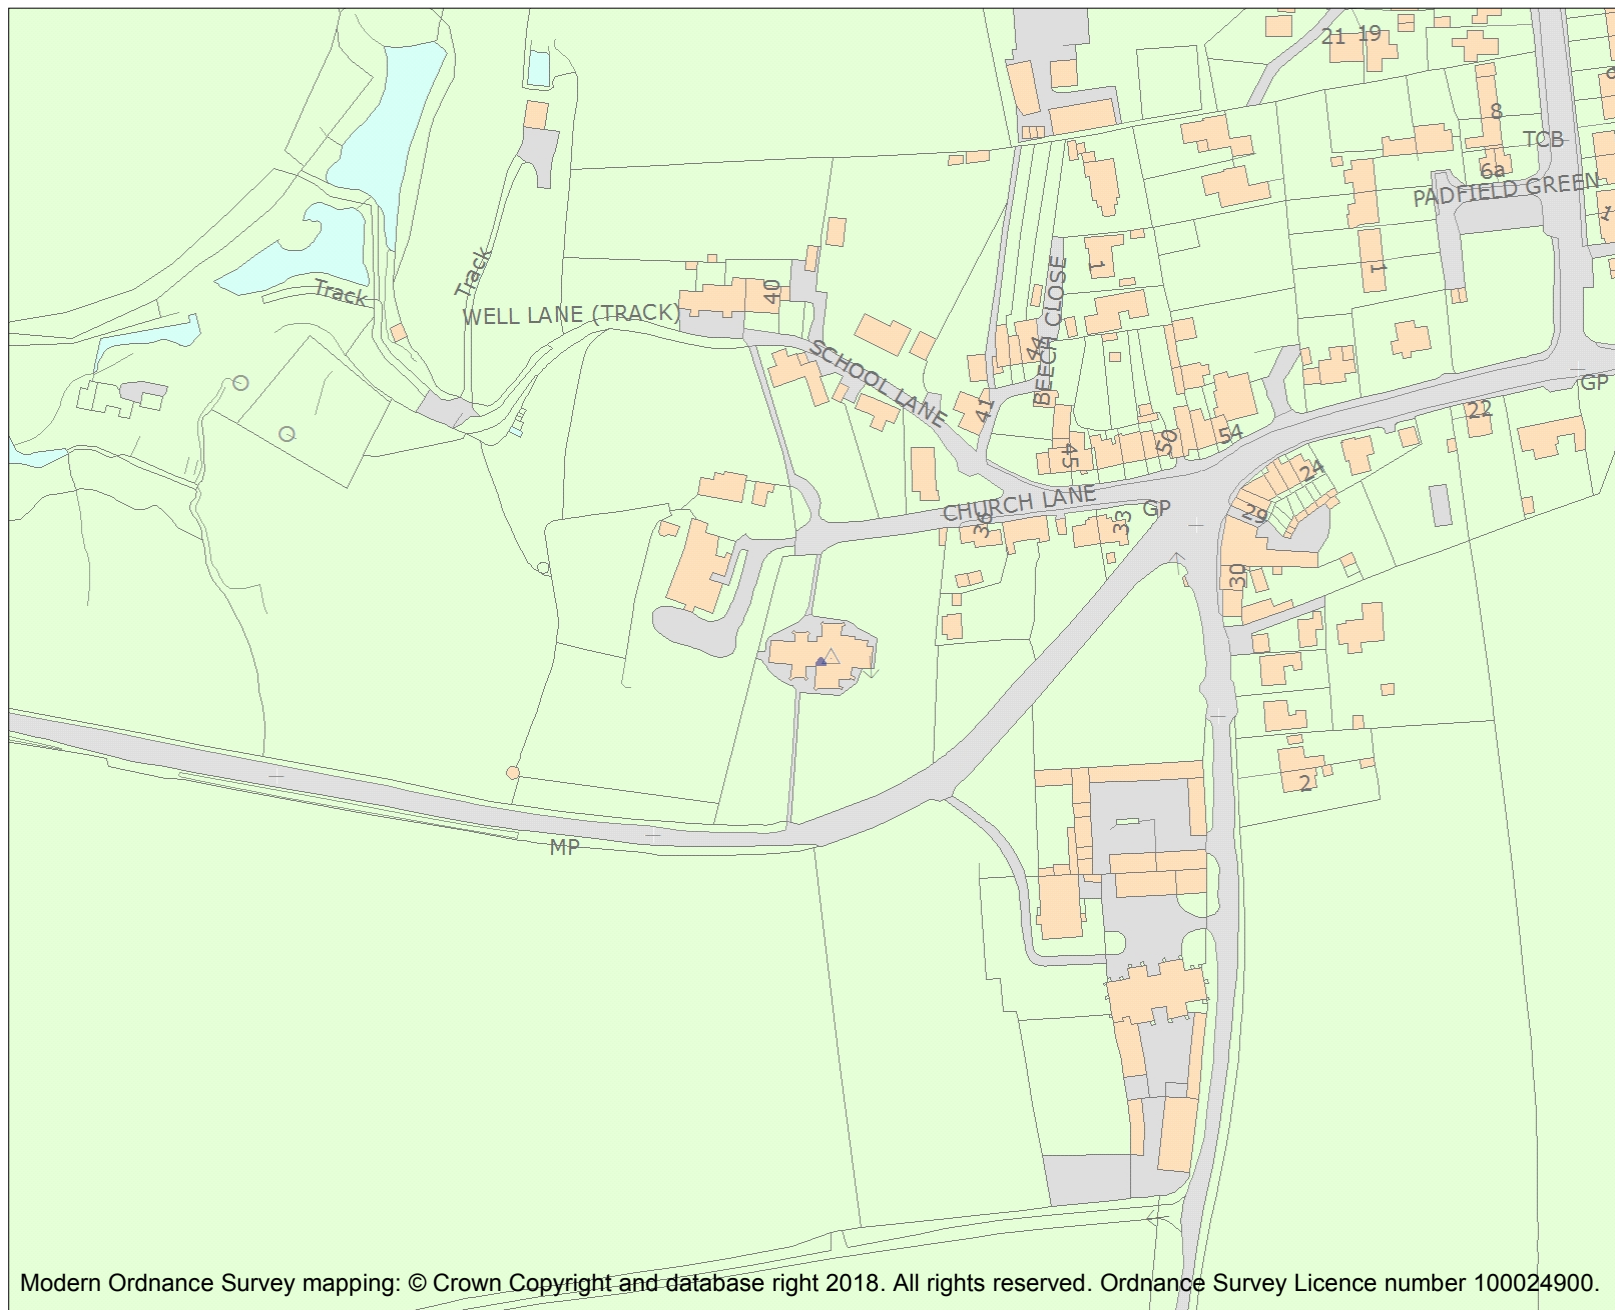 21
19
8
TCB
6a
PADFIELD GREEN
1
1
1
Track
Track
WELL LANE (TRACK)
40
SCHOOL LANE
BEECH CLOSE
44
41
45
50
54
22
GP
24
29
CHURCH LANE
GP
36
33
30
2
MP
Modern Ordnance Survey mapping: © Crown Copyright and database right 2018. All rights reserved. Ordnance Survey Licence number 100024900.